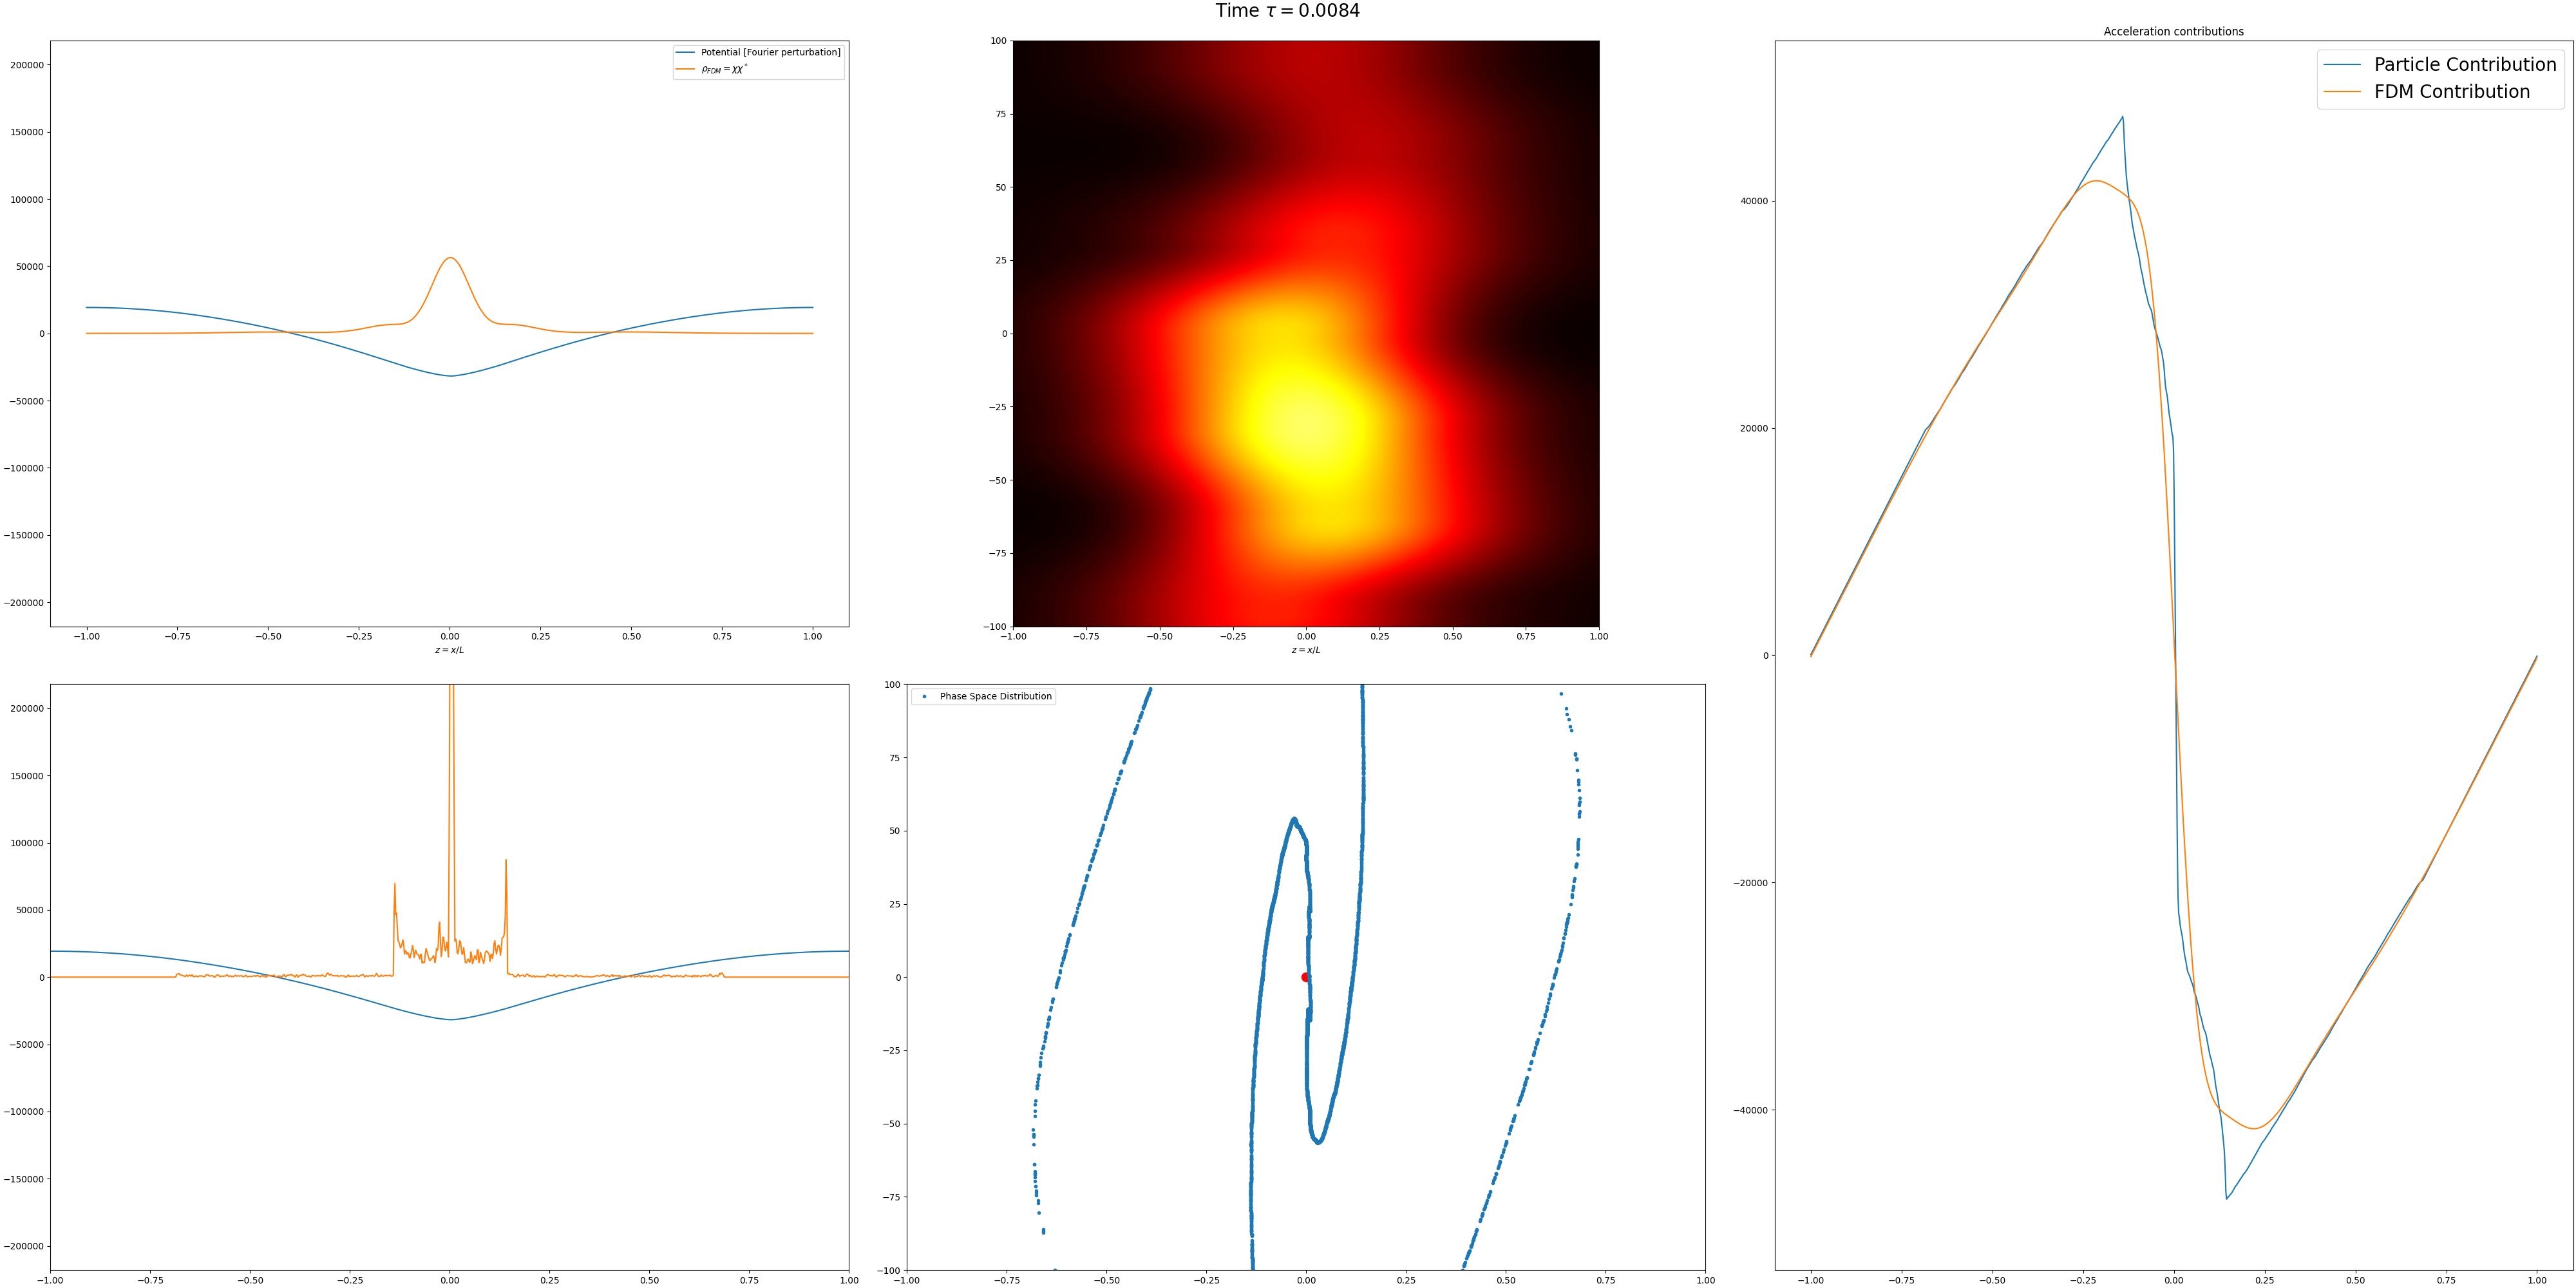 Time τ = 0.0084
Potential [Fourier perturbation]
ρ_FDM = χχ*
200000
150000
100000
50000
0
−50000
−100000
−150000
−200000
−1.00 −0.75 −0.50 −0.25 0.00 0.25 0.50 0.75 1.00
z = x/L
100
75
50
25
0
−25
−50
−75
−100
−1.00 −0.75 −0.50 −0.25 0.00 0.25 0.50 0.75 1.00
z = x/L
Acceleration contributions
Particle Contribution
FDM Contribution
40000
20000
0
−20000
−40000
−1.00 −0.75 −0.50 −0.25 0.00 0.25 0.50 0.75 1.00
200000
150000
100000
50000
0
−50000
−100000
−150000
−200000
−1.00 −0.75 −0.50 −0.25 0.00 0.25 0.50 0.75 1.00
Phase Space Distribution
100
75
50
25
0
−25
−50
−75
−100
−1.00 −0.75 −0.50 −0.25 0.00 0.25 0.50 0.75 1.00